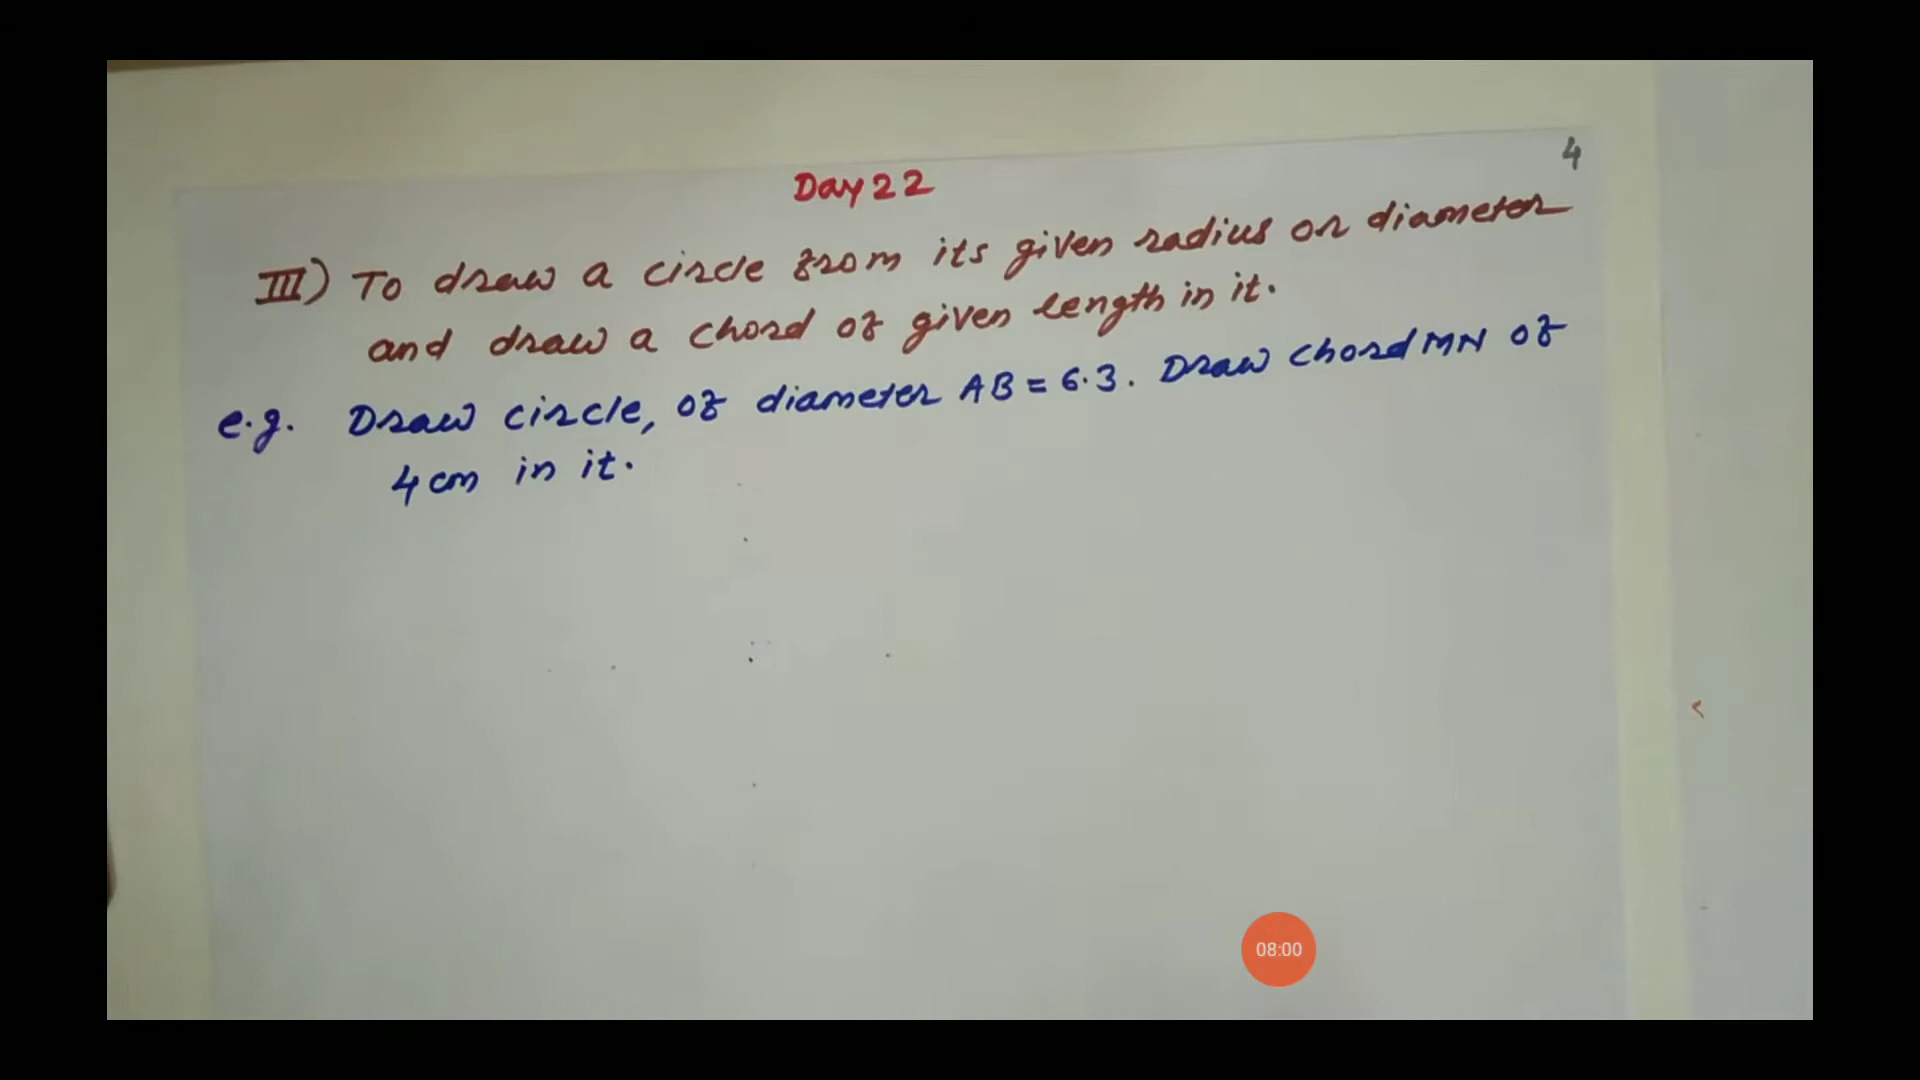 4
Day 22
III) To draw a circle from its given radius or diameter
and draw a chord of given length in it.
e.g. Draw circle, of diameter AB = 6.3. Draw chord MN of
4 cm in it.
08:00